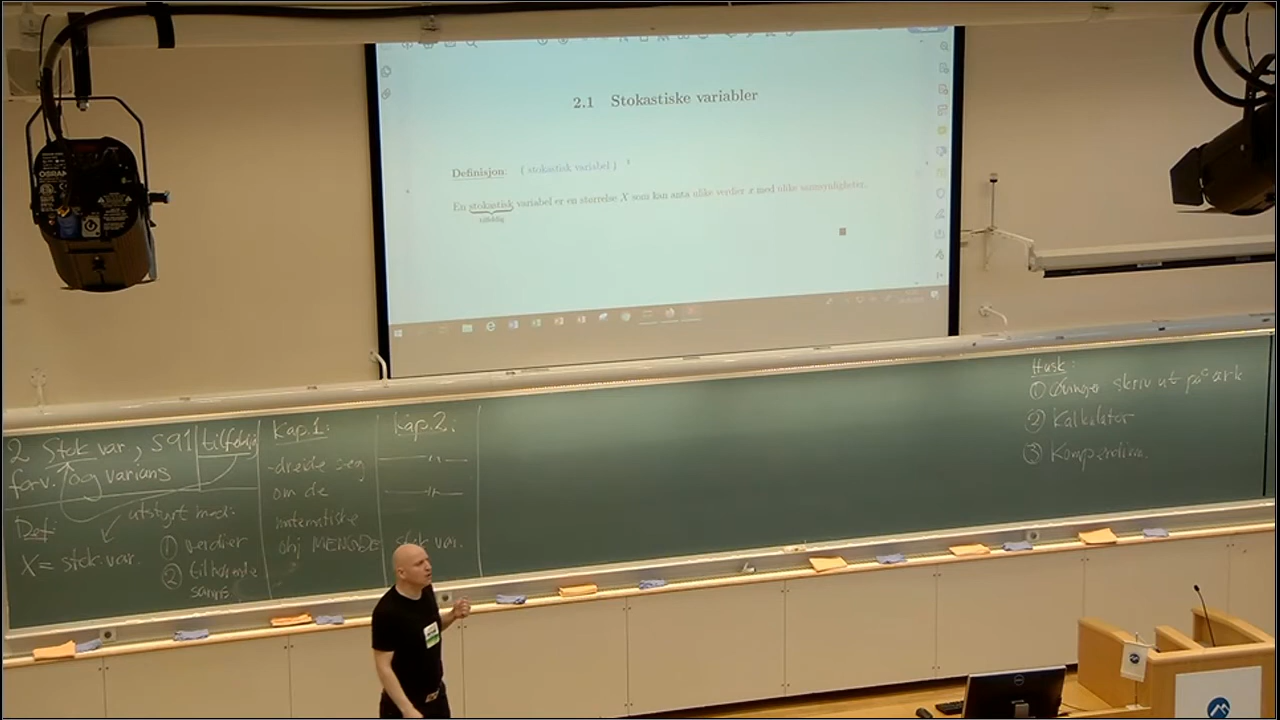 2.1 Stokastiske variabler
Definisjon: ( stokastisk variabel )
En stokastisk variabel er en størrelse X som kan anta ulike verdier x med ulike sannsynligheter.
tilfeldig
2 Stok var, S91 tilfeldig
forv. og varians
Def:
utstyrt med:
X = stok.var.
① verdier
② tilhørende
sanns.
Kap.1:
-dreide seg
om de
matematiske
obj MENGDE
Kap.2:
stok var.
Husk:
① skriv ut på ark
② Kalkulator
③ Kompendium.
OSRAM